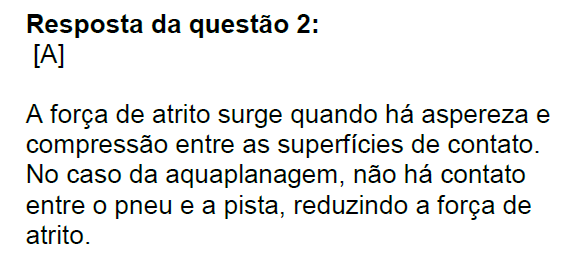 Resposta da questão 2:
[A]
A força de atrito surge quando há aspereza e
compressão entre as superfícies de contato.
No caso da aquaplanagem, não há contato
entre o pneu e a pista, reduzindo a força de
atrito.